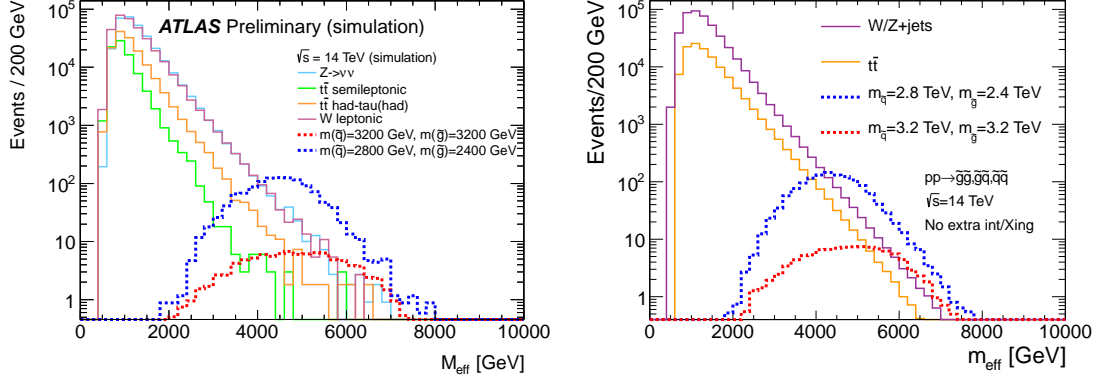 ATLAS Preliminary (simulation)
√s = 14 TeV (simulation)
Z->νν
tt̄ semileptonic
tt̄ had-tau(had)
W leptonic
m(q̃)=3200 GeV, m(g̃)=3200 GeV
m(q̃)=2800 GeV, m(g̃)=2400 GeV
Events / 200 GeV
10⁵
10⁴
10³
10²
10
1
0 2000 4000 6000 8000 10000
M_eff [GeV]
W/Z+jets
tt̄
m_q̃=2.8 TeV, m_g̃=2.4 TeV
m_q̃=3.2 TeV, m_g̃=3.2 TeV
pp→g̃g̃,g̃q̃,q̃q̃
√s=14 TeV
No extra int/Xing
Events/200 GeV
10⁵
10⁴
10³
10²
10
1
0 2000 4000 6000 8000 10000
m_eff [GeV]